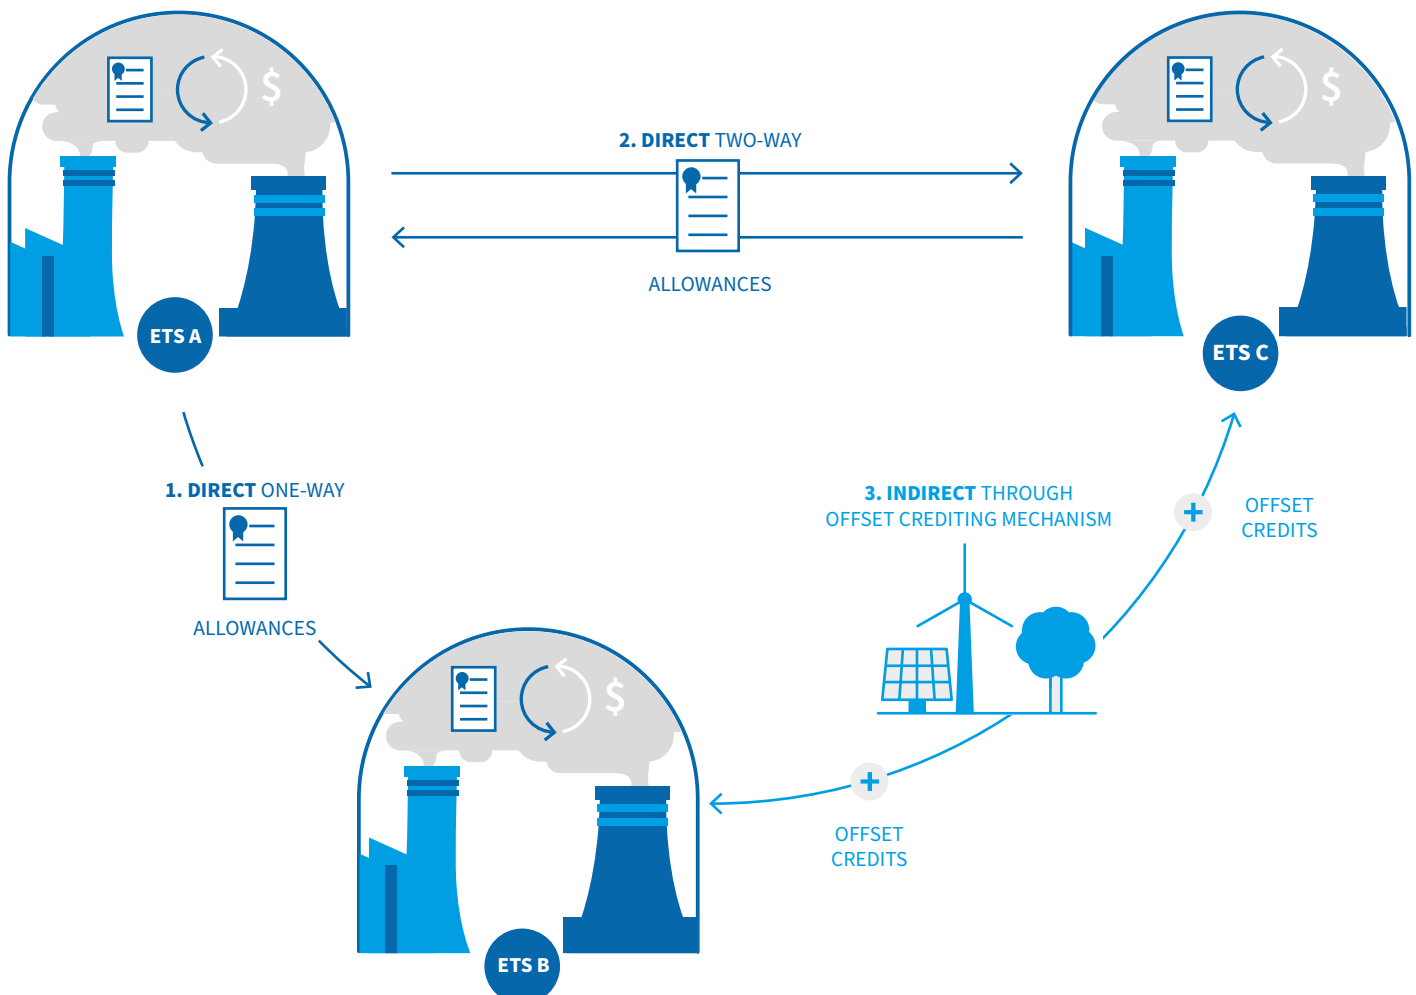 $
$
2. DIRECT TWO-WAY
ALLOWANCES
ETS A
ETS C
1. DIRECT ONE-WAY
ALLOWANCES
3. INDIRECT THROUGH
OFFSET CREDITING MECHANISM
OFFSET
CREDITS
$
OFFSET
CREDITS
ETS B